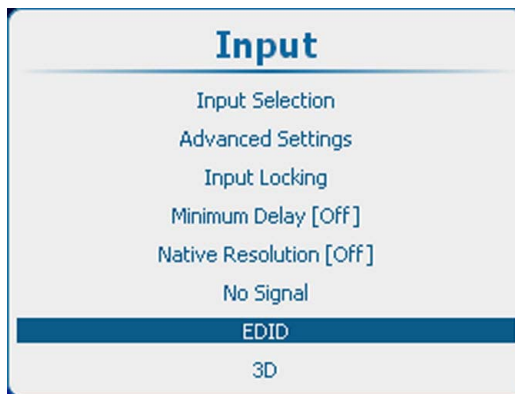 Input
Input Selection
Advanced Settings
Input Locking
Minimum Delay [Off]
Native Resolution [Off]
No Signal
EDID
3D